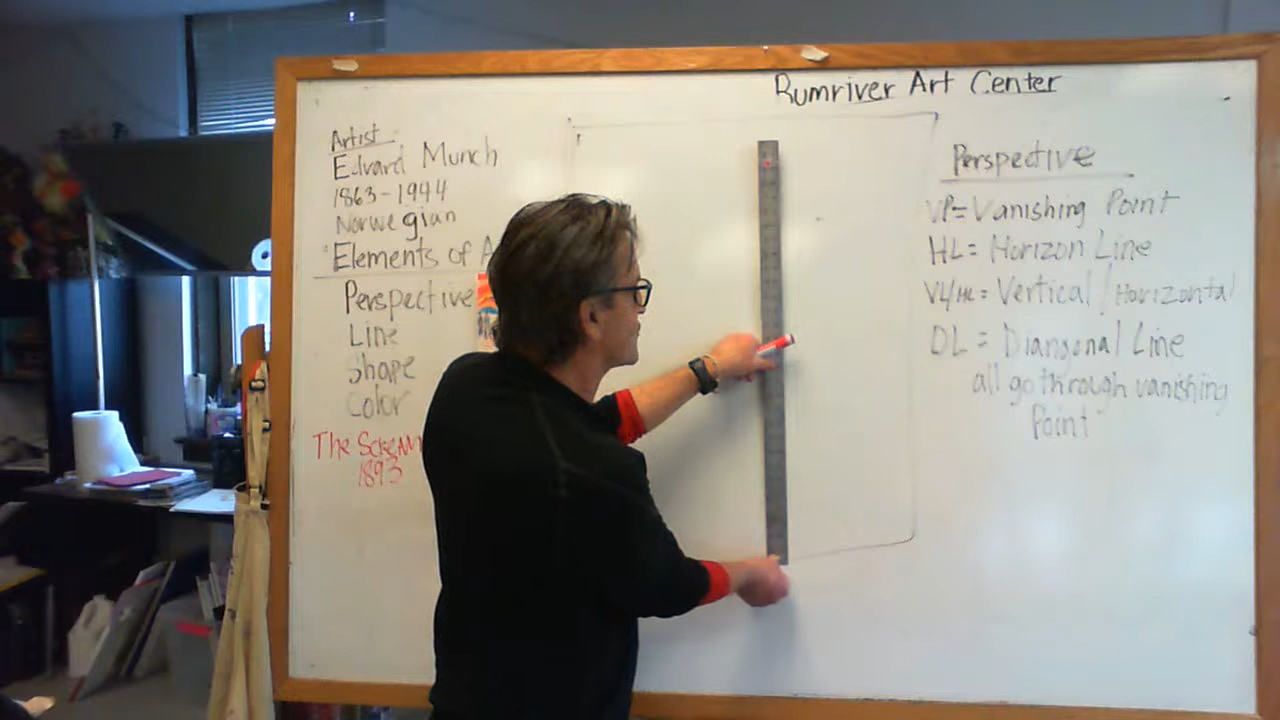 Rumriver Art Center
Artist
Edvard Munch
1863-1944
Norwegian
Elements of A
Perspective
Line
Shape
Color
The Scream
1893
Perspective
VP= Vanishing Point
HL = Horizon Line
VL/HL = Vertical / Horizontal
DL = Diangonal Line
all go through vanishing
Point